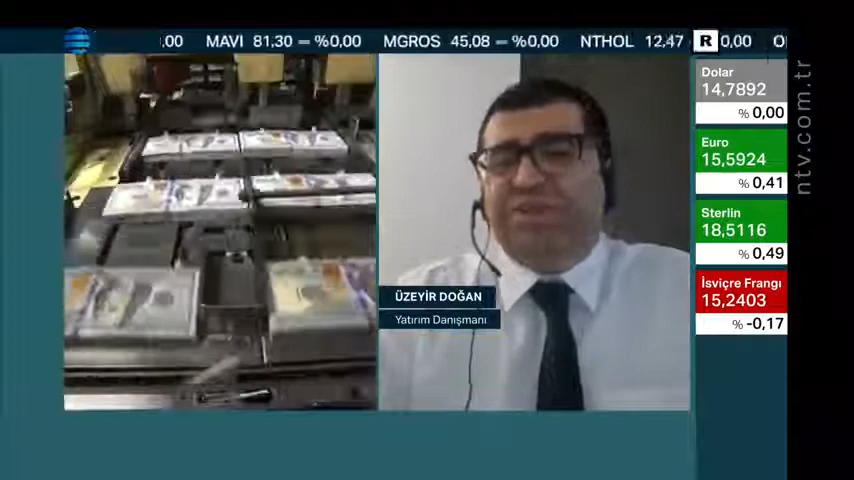 .00 MAVI 81,30 = %0,00 MGROS 45,08 = %0,00 NTHOL 12,47 R 0,00
Dolar
14,7892
% 0,00
Euro
15,5924
% 0,41
Sterlin
18,5116
% 0,49
İsviçre Frangı
15,2403
% -0,17
ÜZEYİR DOĞAN
Yatırım Danışmanı
ntv.com.tr